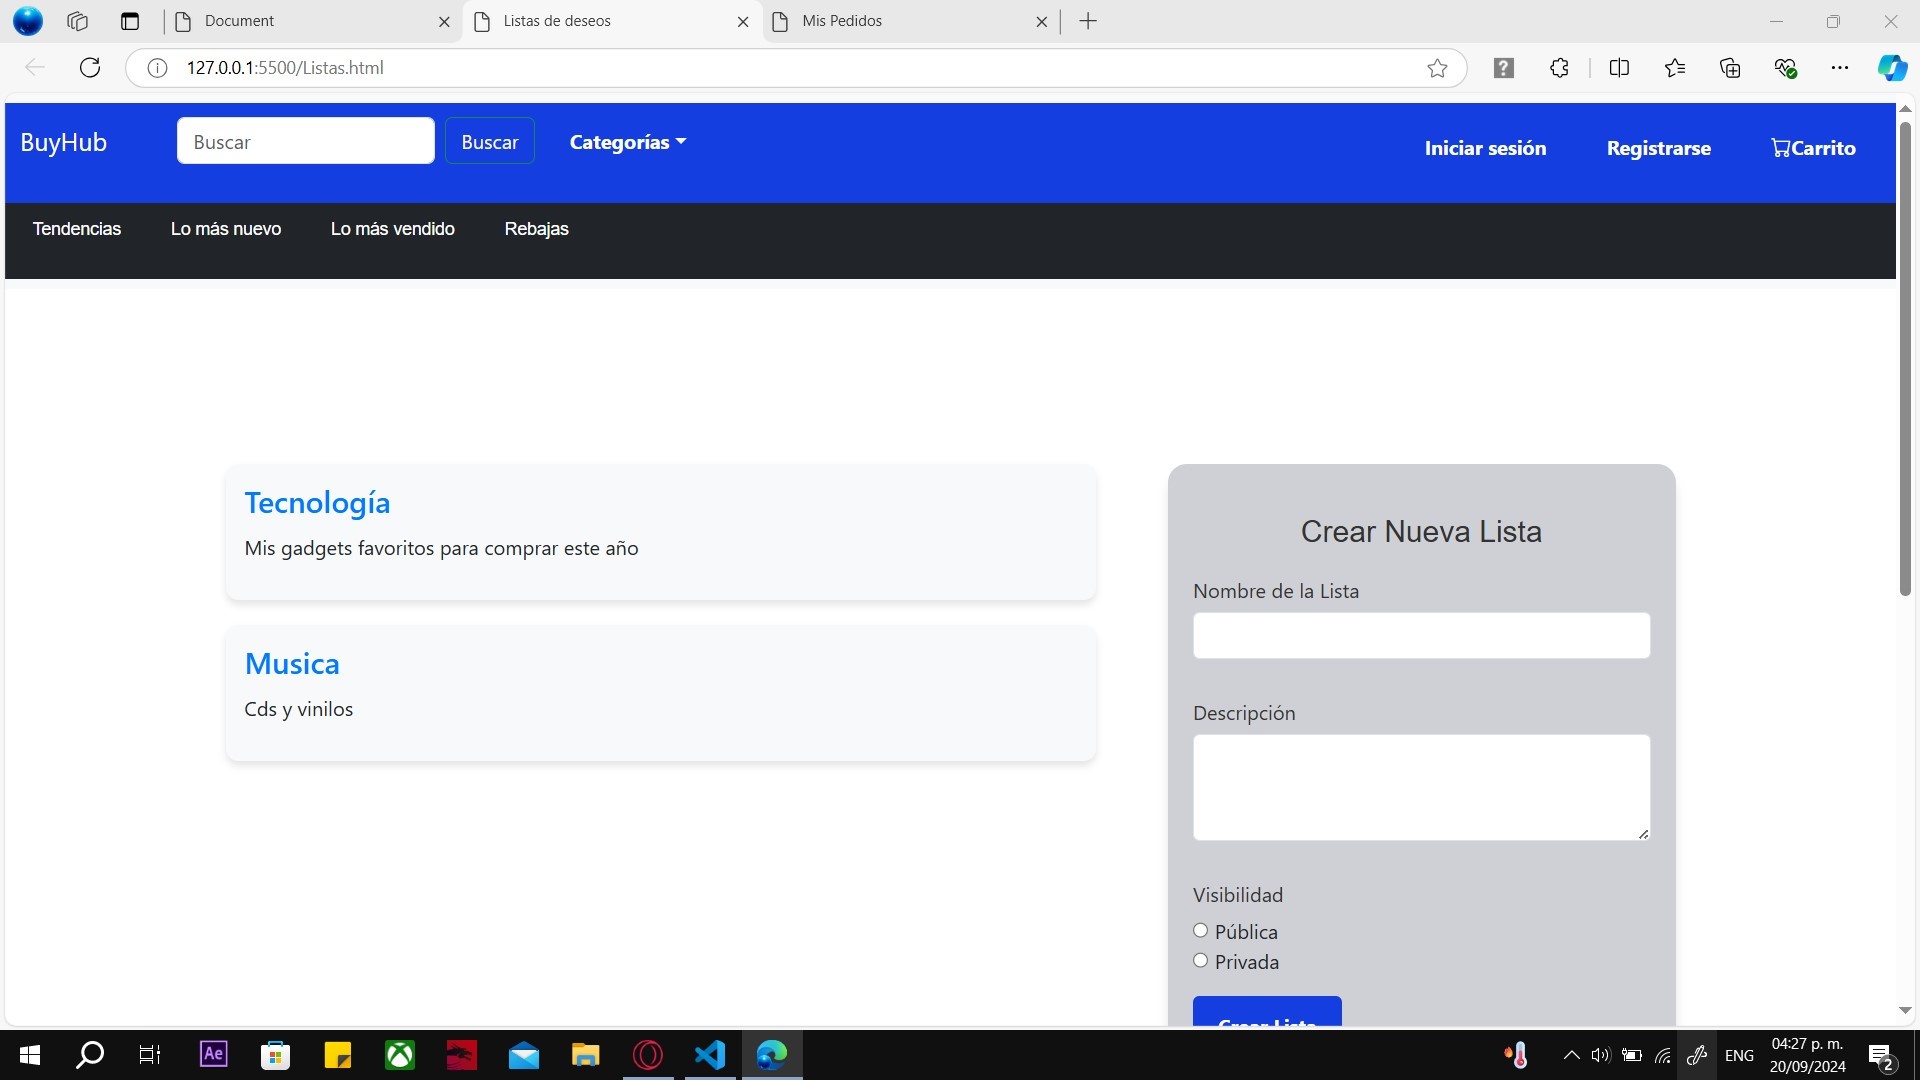 Document
Listas de deseos
Mis Pedidos
127.0.0.1:5500/Listas.html
BuyHub
Buscar
Buscar
Categorías
Iniciar sesión
Registrarse
Carrito
Tendencias
Lo más nuevo
Lo más vendido
Rebajas
Tecnología
Mis gadgets favoritos para comprar este año
Musica
Cds y vinilos
Crear Nueva Lista
Nombre de la Lista
Descripción
Visibilidad
Pública
Privada
Crear Lista
Ae
ENG
04:27 p. m.
20/09/2024
2